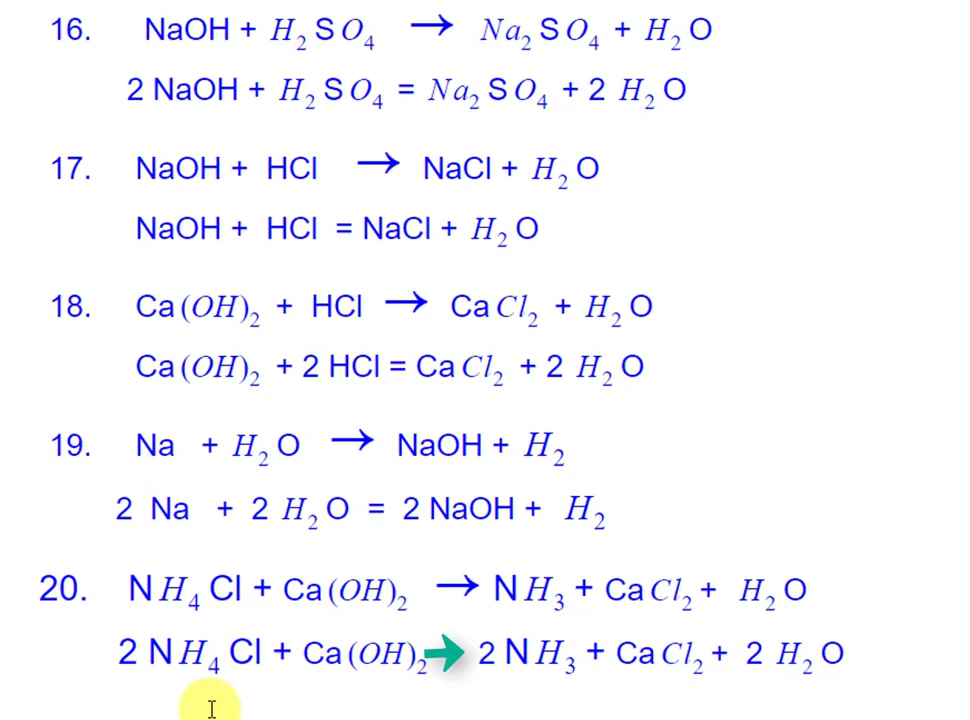 16. NaOH + H₂SO₄ → Na₂SO₄ + H₂O
2 NaOH + H₂SO₄ = Na₂SO₄ + 2 H₂O
17. NaOH + HCl → NaCl + H₂O
NaOH + HCl = NaCl + H₂O
18. Ca(OH)₂ + HCl → CaCl₂ + H₂O
Ca(OH)₂ + 2 HCl = CaCl₂ + 2 H₂O
19. Na + H₂O → NaOH + H₂
2 Na + 2 H₂O = 2 NaOH + H₂
20. NH₄Cl + Ca(OH)₂ → NH₃ + CaCl₂ + H₂O
2 NH₄Cl + Ca(OH)₂ → 2 NH₃ + CaCl₂ + 2 H₂O